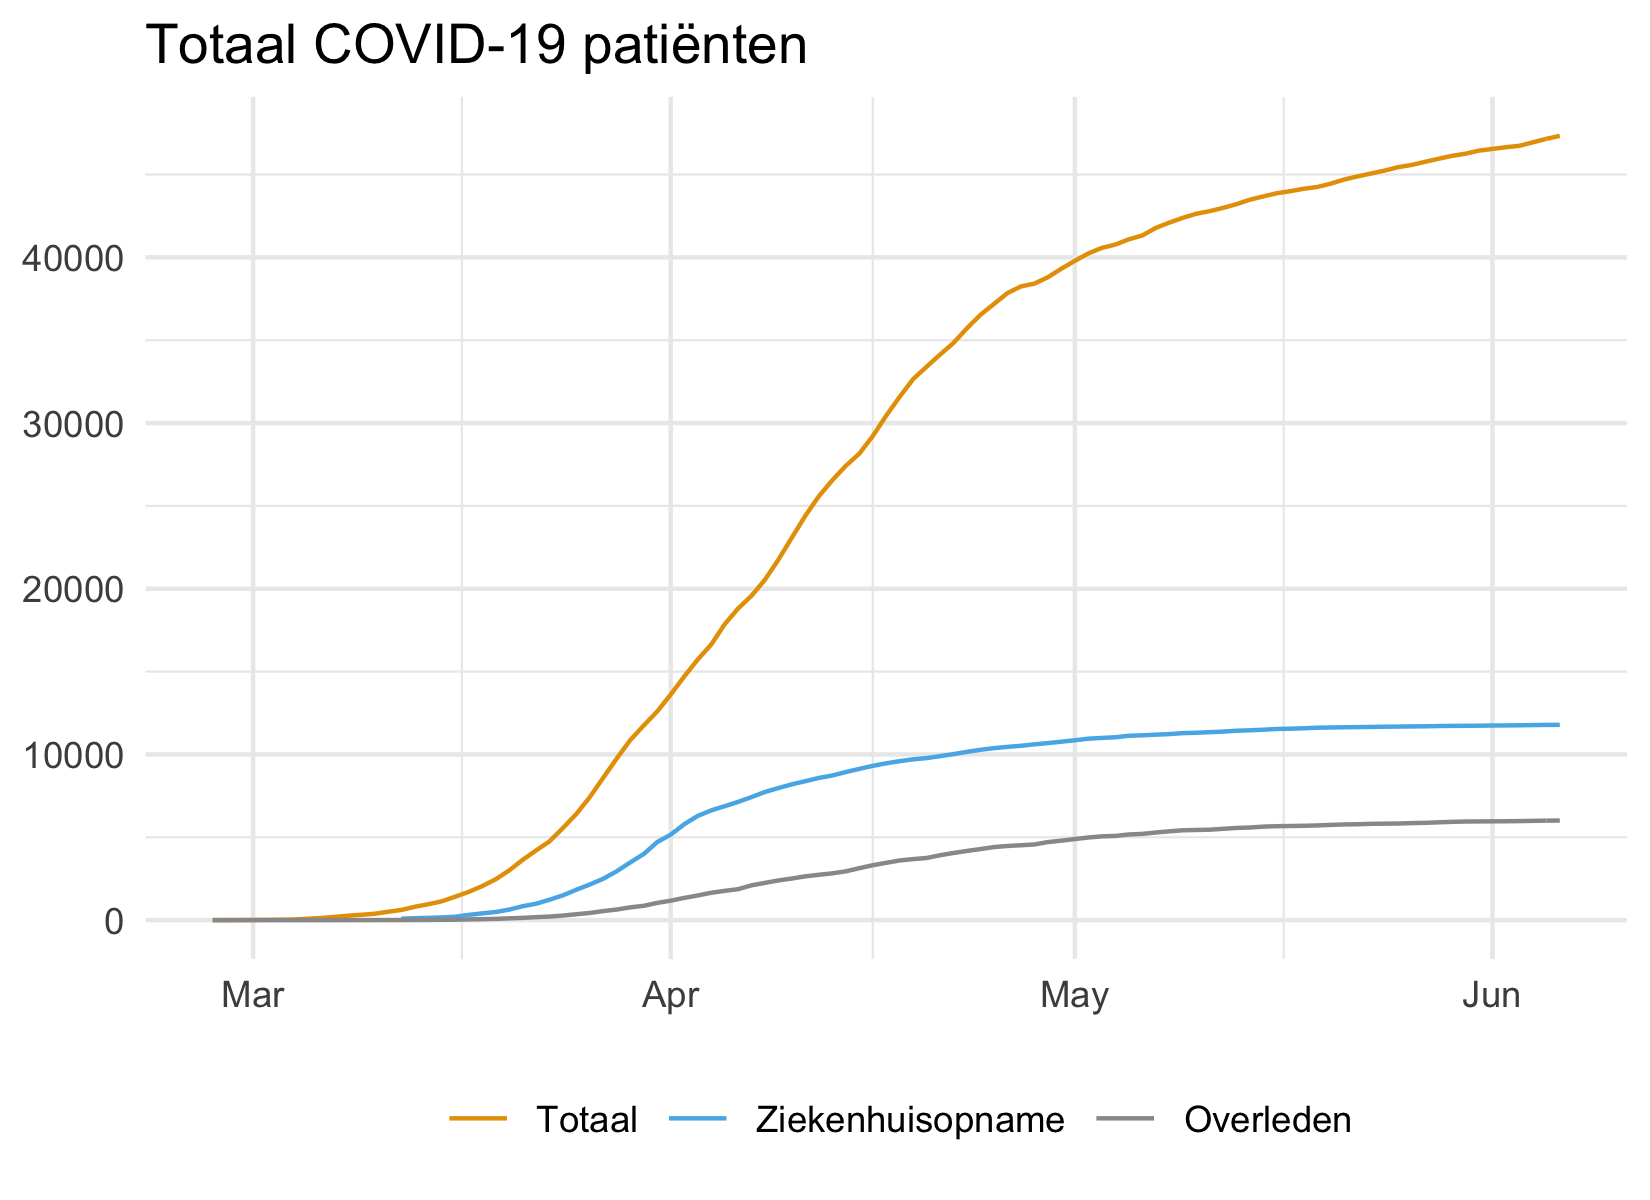 Totaal COVID-19 patiënten
40000
30000
20000
10000
0
Mar Apr May Jun
Totaal Ziekenhuisopname Overleden